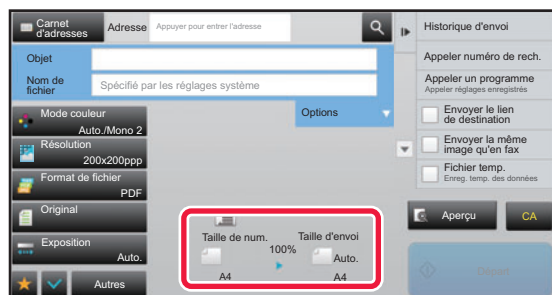 Carnet
d'adresses
Adresse
Appuyer pour entrer l'adresse
Historique d'envoi
Objet
Appeler numéro de rech.
Nom de
fichier
Spécifié par les réglages système
Appeler un programme
Appeler réglages enregistrés
Mode couleur
Auto./Mono 2
Options
Envoyer le lien
de destination
Résolution
200x200ppp
Envoyer la même
image qu'en fax
Format de fichier
PDF
Fichier temp.
Enreg. temp. des données
Original
Aperçu
CA
Exposition
Auto.
Taille de num.
100%
Taille d'envoi
Auto.
A4
A4
Autres
Départ